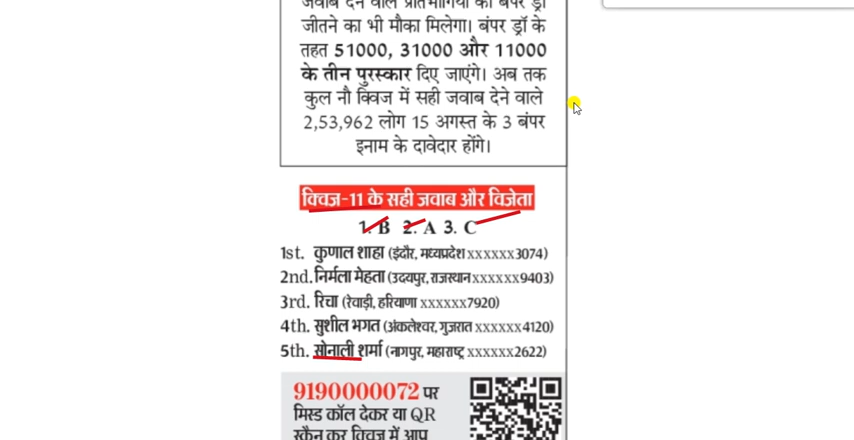 जवाब देने वाले प्रतिभागियों को बंपर ड्रॉ
जीतने का भी मौका मिलेगा। बंपर ड्रॉ के
तहत 51000, 31000 और 11000
के तीन पुरस्कार दिए जाएंगे। अब तक
कुल नौ क्विज में सही जवाब देने वाले
2,53,962 लोग 15 अगस्त के 3 बंपर
इनाम के दावेदार होंगे।
क्विज-11 के सही जवाब और विजेता
1. B 2. A 3. C
1st. कुणाल शाहा (इंदौर, मध्यप्रदेश xxxxxx3074)
2nd. निर्मला मेहता (उदयपुर, राजस्थान xxxxxx9403)
3rd. रिचा (रेवाड़ी, हरियाणा xxxxxx7920)
4th. सुशील भगत (अंकलेश्वर, गुजरात xxxxxx4120)
5th. सोनाली शर्मा (नागपुर, महाराष्ट्र xxxxxx2622)
9190000072 पर
मिस्ड कॉल देकर या QR
स्कैन कर क्विज में आप